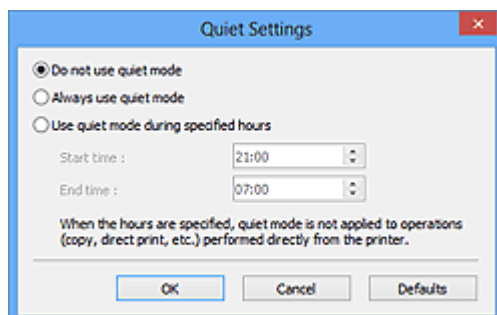 Quiet Settings
Do not use quiet mode
Always use quiet mode
Use quiet mode during specified hours
Start time : 21:00
End time : 07:00
When the hours are specified, quiet mode is not applied to operations
(copy, direct print, etc.) performed directly from the printer.
OK Cancel Defaults